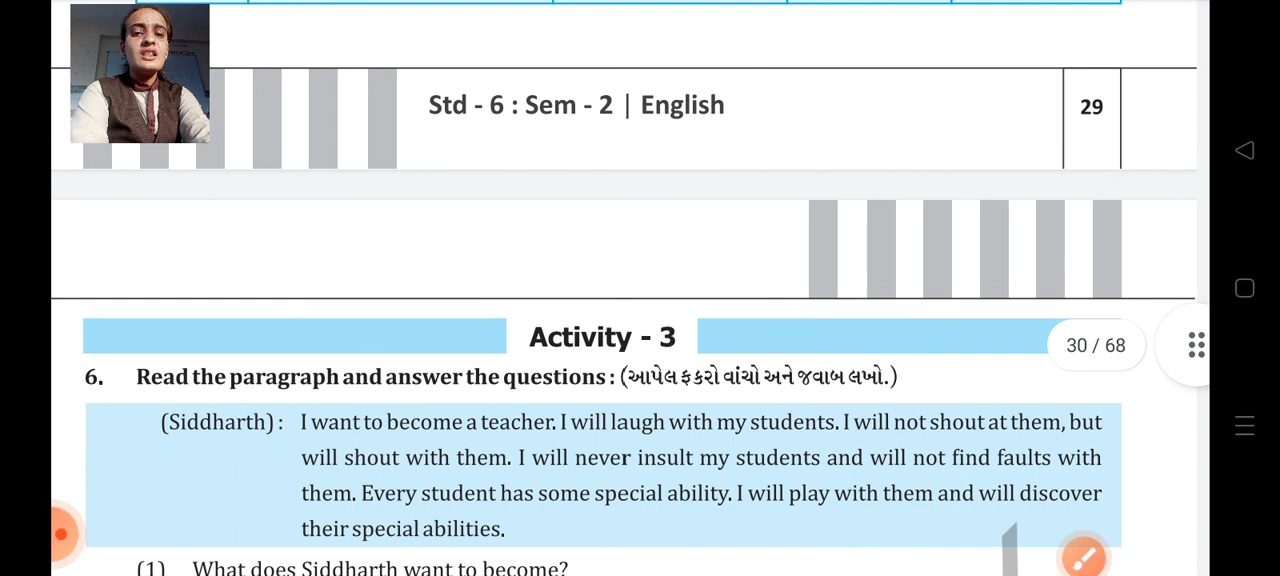 Std - 6 : Sem - 2 | English
29
Activity - 3
30 / 68
6. Read the paragraph and answer the questions : (આપેલ ફકરો વાંચો અને જવાબ લખો.)
(Siddharth) : I want to become a teacher. I will laugh with my students. I will not shout at them, but
will shout with them. I will never insult my students and will not find faults with
them. Every student has some special ability. I will play with them and will discover
their special abilities.
(1) What does Siddharth want to become?